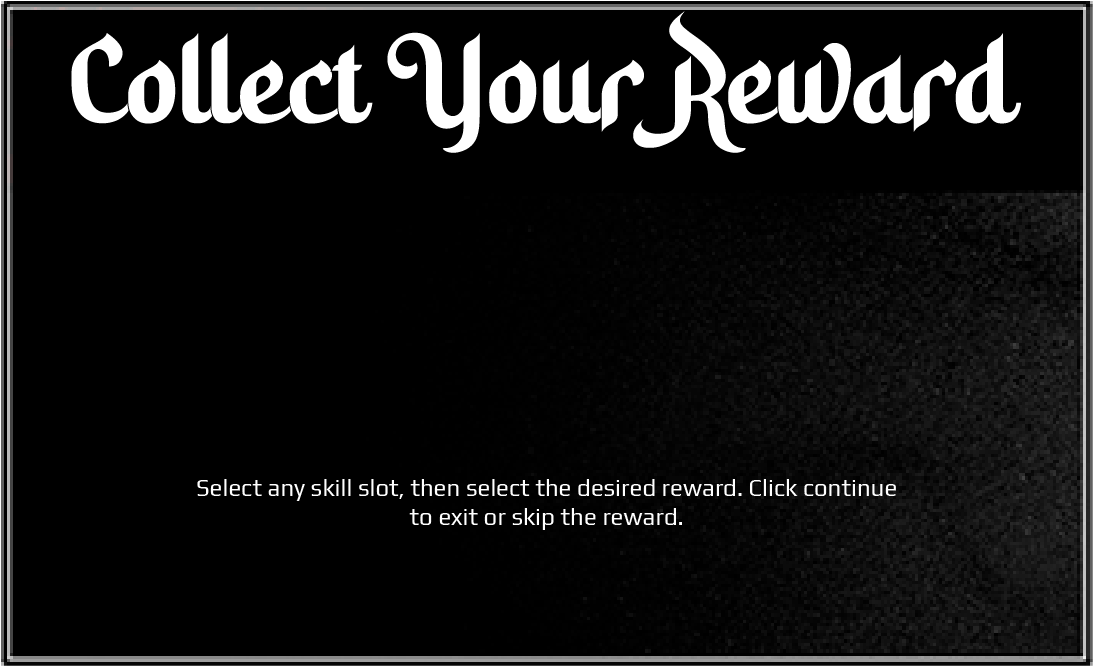 Collect Your Reward
Select any skill slot, then select the desired reward. Click continue
to exit or skip the reward.